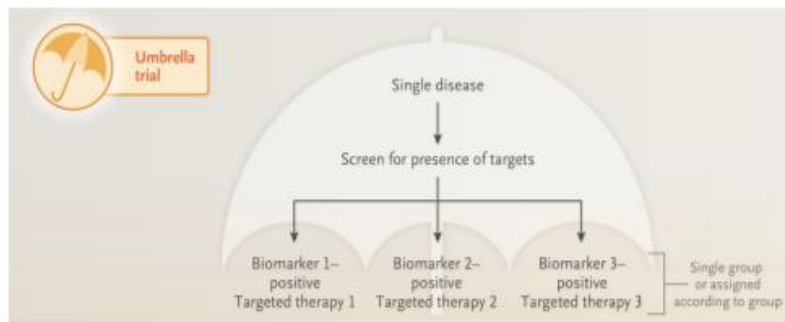 Umbrella
trial
Single disease
Screen for presence of targets
Biomarker 1–
positive
Targeted therapy 1
Biomarker 2–
positive
Targeted therapy 2
Biomarker 3–
positive
Targeted therapy 3
Single group
or assigned
according to group